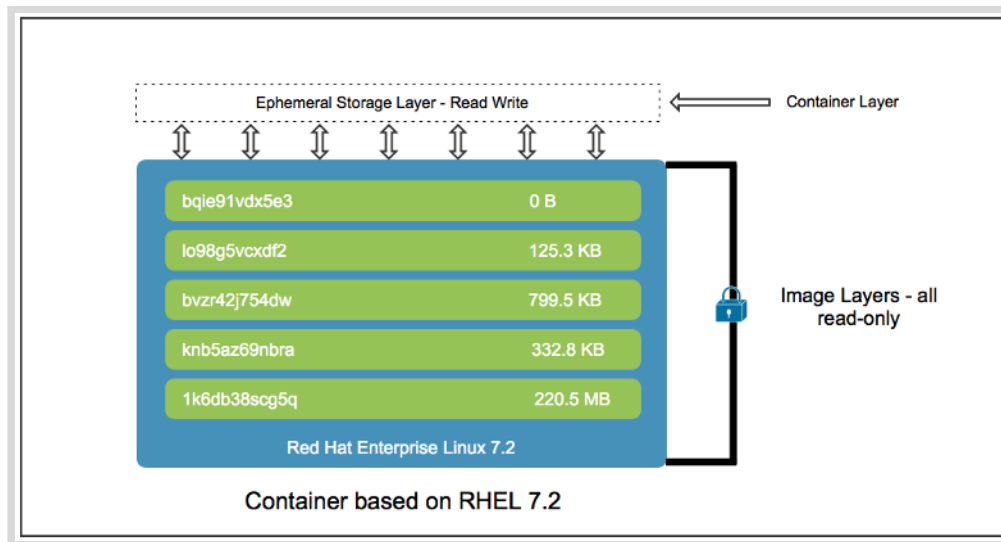 Ephemeral Storage Layer - Read Write
Container Layer
bqie91vdx5e3 0 B
lo98g5vcxdf2 125.3 KB
bvzr42j754dw 799.5 KB
knb5az69nbra 332.8 KB
1k6db38scg5q 220.5 MB
Red Hat Enterprise Linux 7.2
Image Layers - all
read-only
Container based on RHEL 7.2